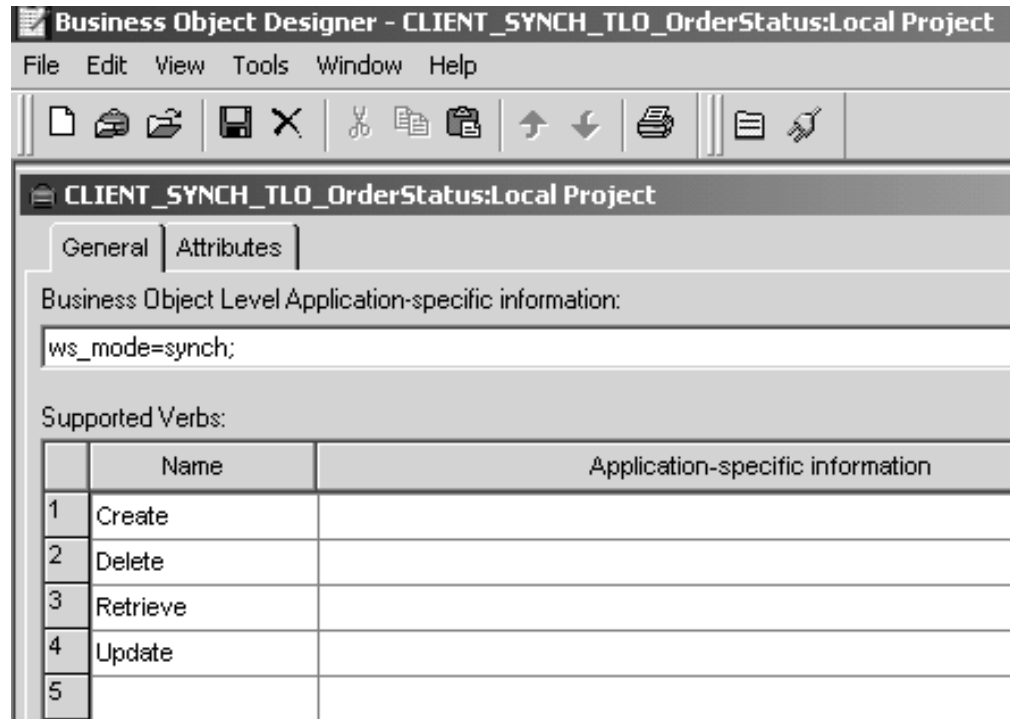 Business Object Designer - CLIENT_SYNCH_TLO_OrderStatus:Local Project
File Edit View Tools Window Help
CLIENT_SYNCH_TLO_OrderStatus:Local Project
General Attributes
Business Object Level Application-specific information:
ws_mode=synch;
Supported Verbs:
Name Application-specific information
1 Create
2 Delete
3 Retrieve
4 Update
5